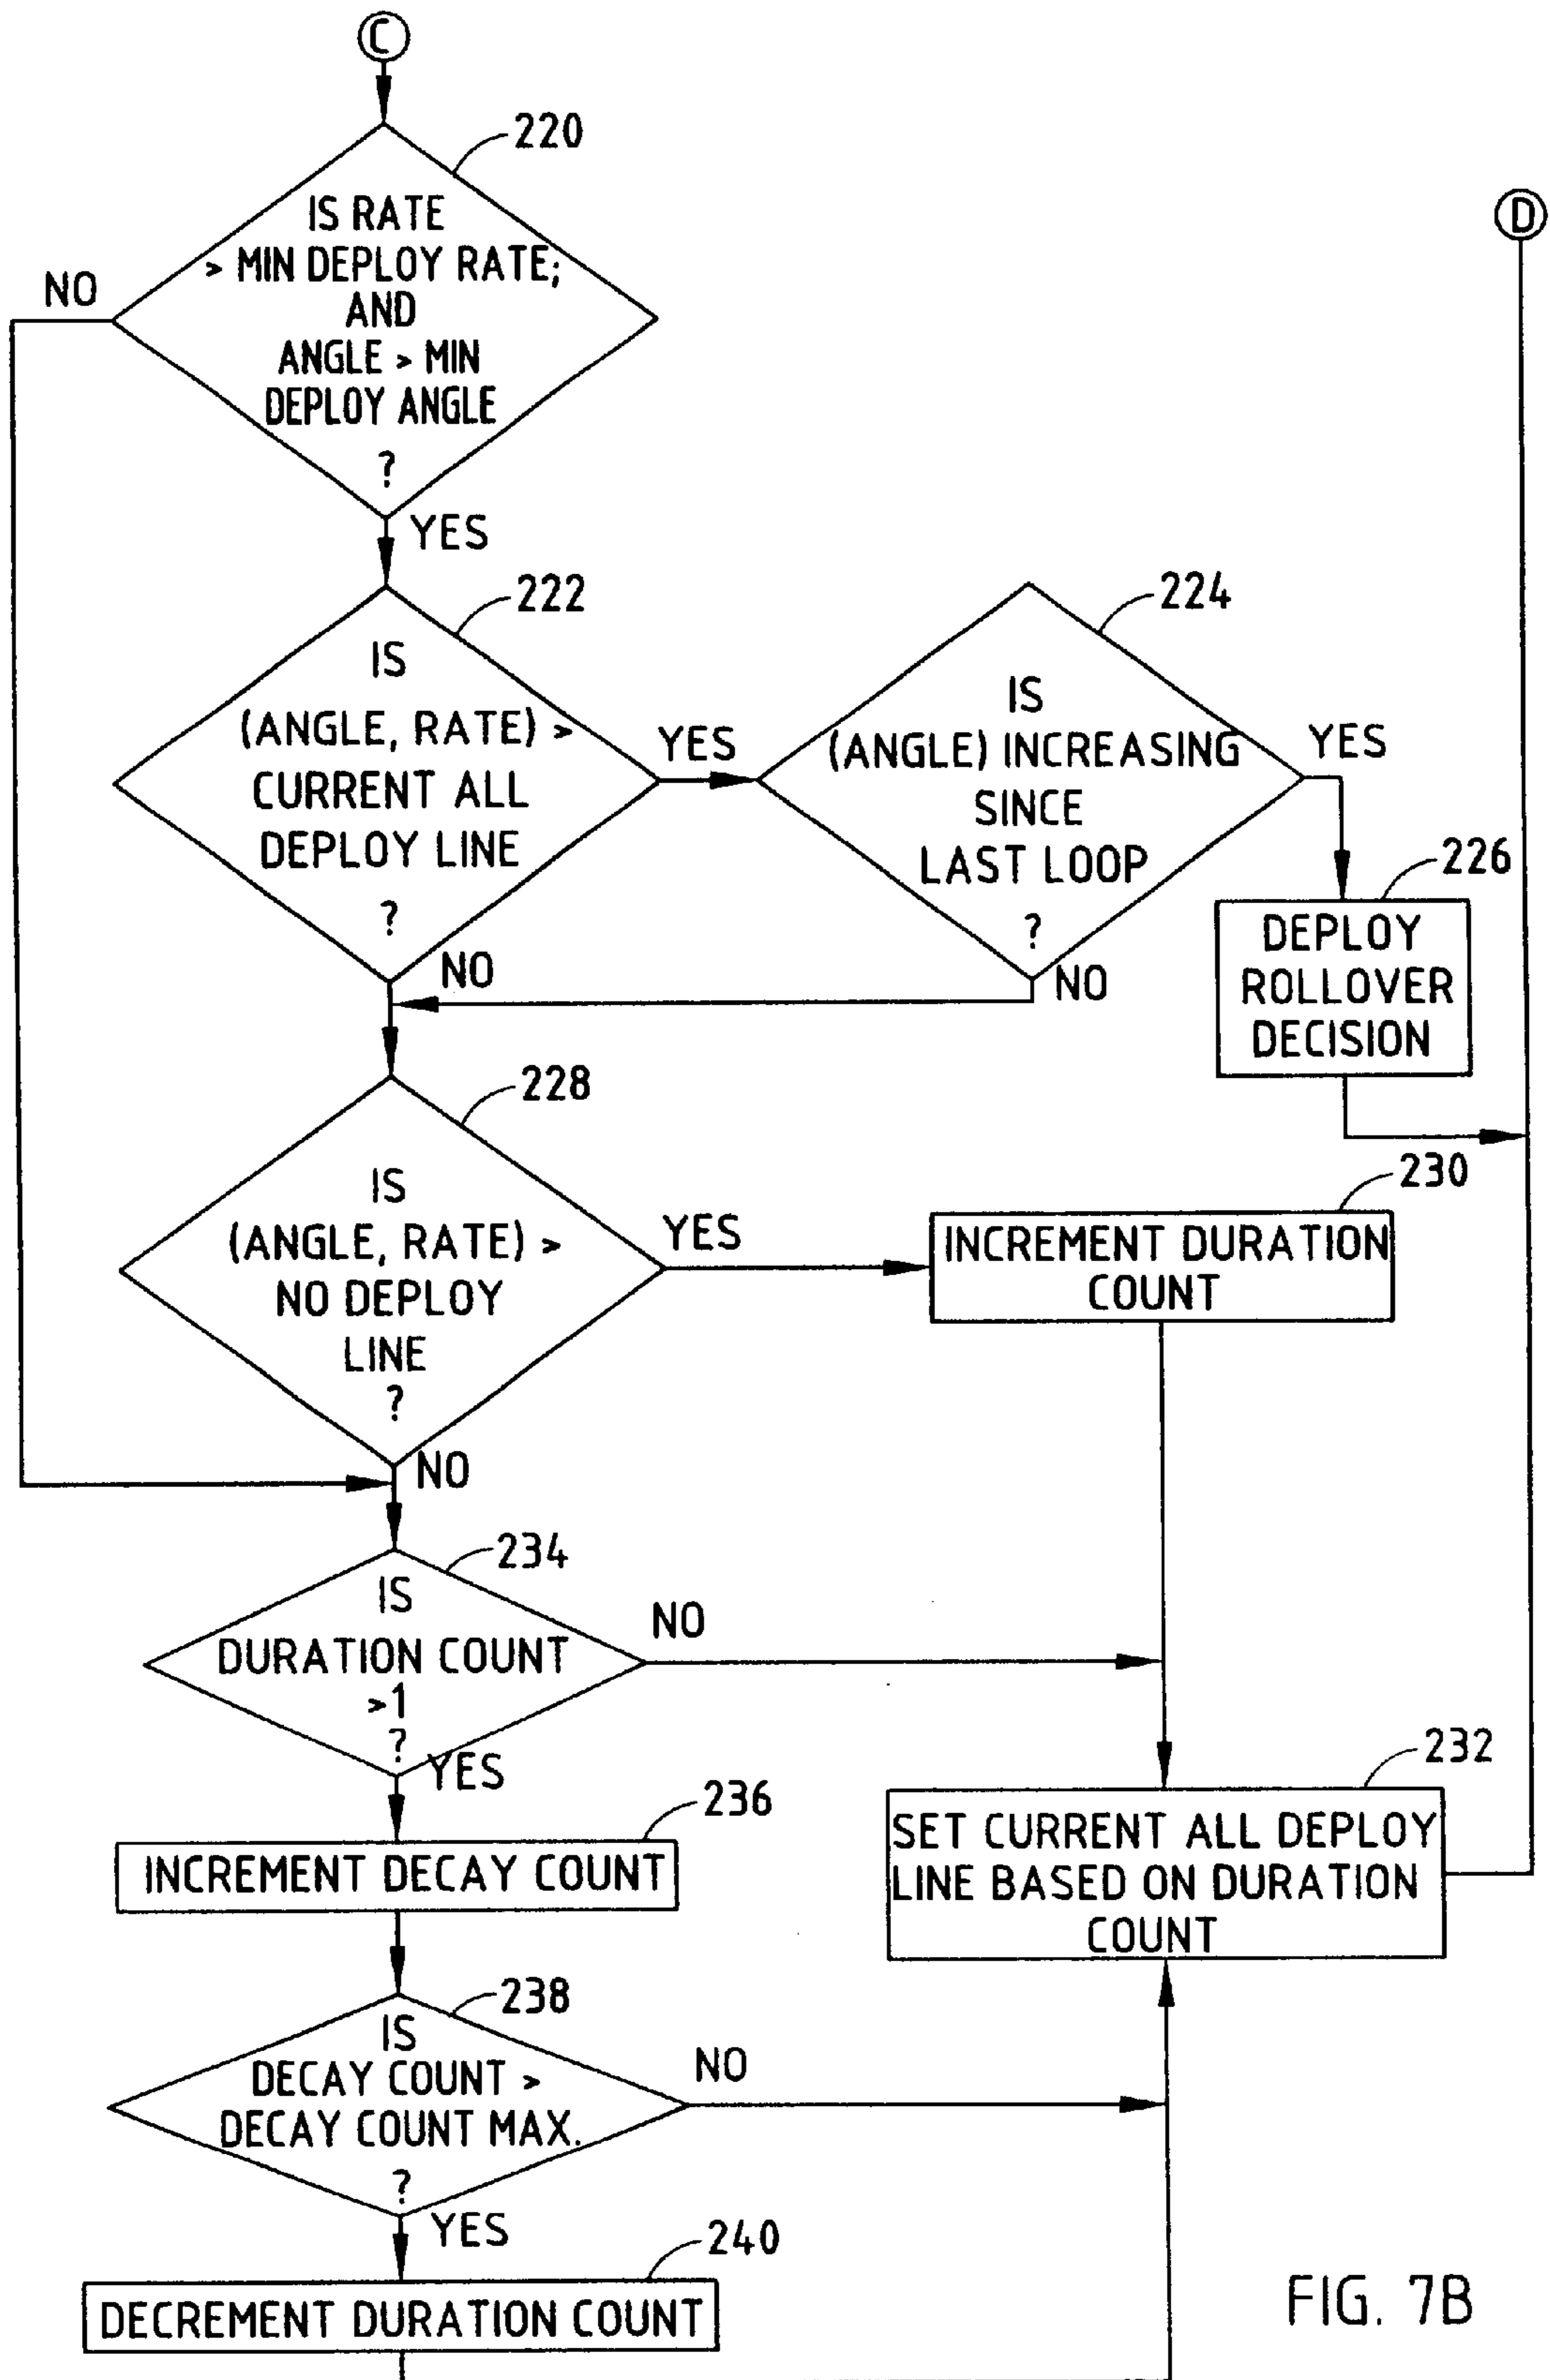 C
220
IS RATE
> MIN DEPLOY RATE;
AND
ANGLE > MIN
DEPLOY ANGLE
?
NO
YES
D
222
IS
(ANGLE, RATE) >
CURRENT ALL
DEPLOY LINE
?
YES
NO
224
IS
(ANGLE) INCREASING
SINCE
LAST LOOP
?
YES
NO
226
DEPLOY
ROLLOVER
DECISION
228
IS
(ANGLE, RATE) >
NO DEPLOY
LINE
?
YES
NO
230
INCREMENT DURATION
COUNT
234
IS
DURATION COUNT
>1
?
NO
YES
232
SET CURRENT ALL DEPLOY
LINE BASED ON DURATION
COUNT
236
INCREMENT DECAY COUNT
238
IS
DECAY COUNT >
DECAY COUNT MAX.
?
NO
YES
240
DECREMENT DURATION COUNT
FIG. 7B